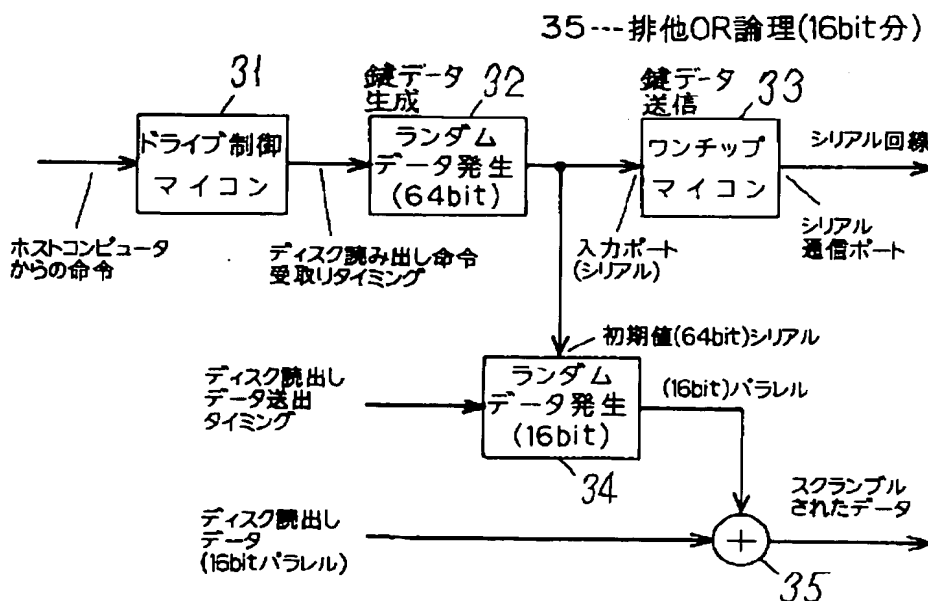 35---排他OR論理(16bit分)
31
鍵データ
生成
32
鍵データ
送信
33
ドライブ制御
マイコン
ランダム
データ発生
(64bit)
ワンチップ
マイコン
シリアル回線
ホストコンピュータ
からの命令
ディスク読み出し命令
受取りタイミング
入力ポート
(シリアル)
シリアル
通信ポート
初期値(64bit)シリアル
ディスク読出し
データ送出
タイミング
ランダム
データ発生
(16bit)
(16bit)パラレル
34
スクランブル
されたデータ
ディスク読出し
データ
(16bitパラレル)
35